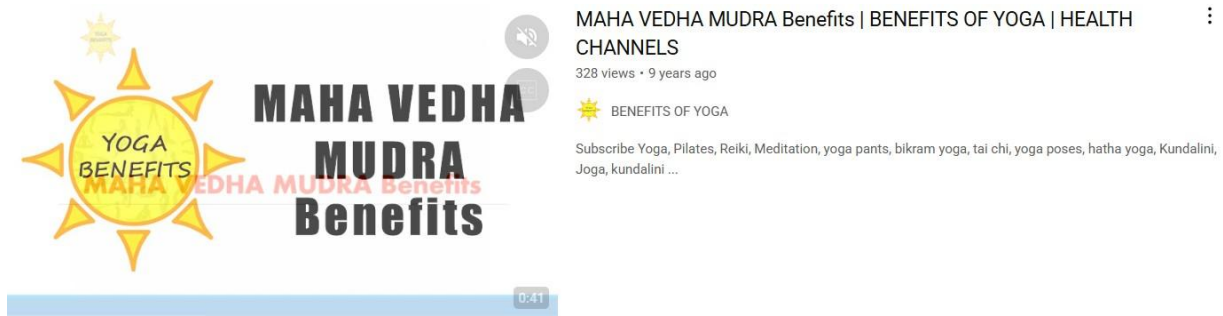 YOGA
BENEFITS
MAHA VEDHA
MUDRA
Benefits
MAHA VEDHA MUDRA Benefits
0:41
MAHA VEDHA MUDRA Benefits | BENEFITS OF YOGA | HEALTH
CHANNELS
328 views • 9 years ago
BENEFITS OF YOGA
Subscribe Yoga, Pilates, Reiki, Meditation, yoga pants, bikram yoga, tai chi, yoga poses, hatha yoga, Kundalini,
Joga, kundalini ...